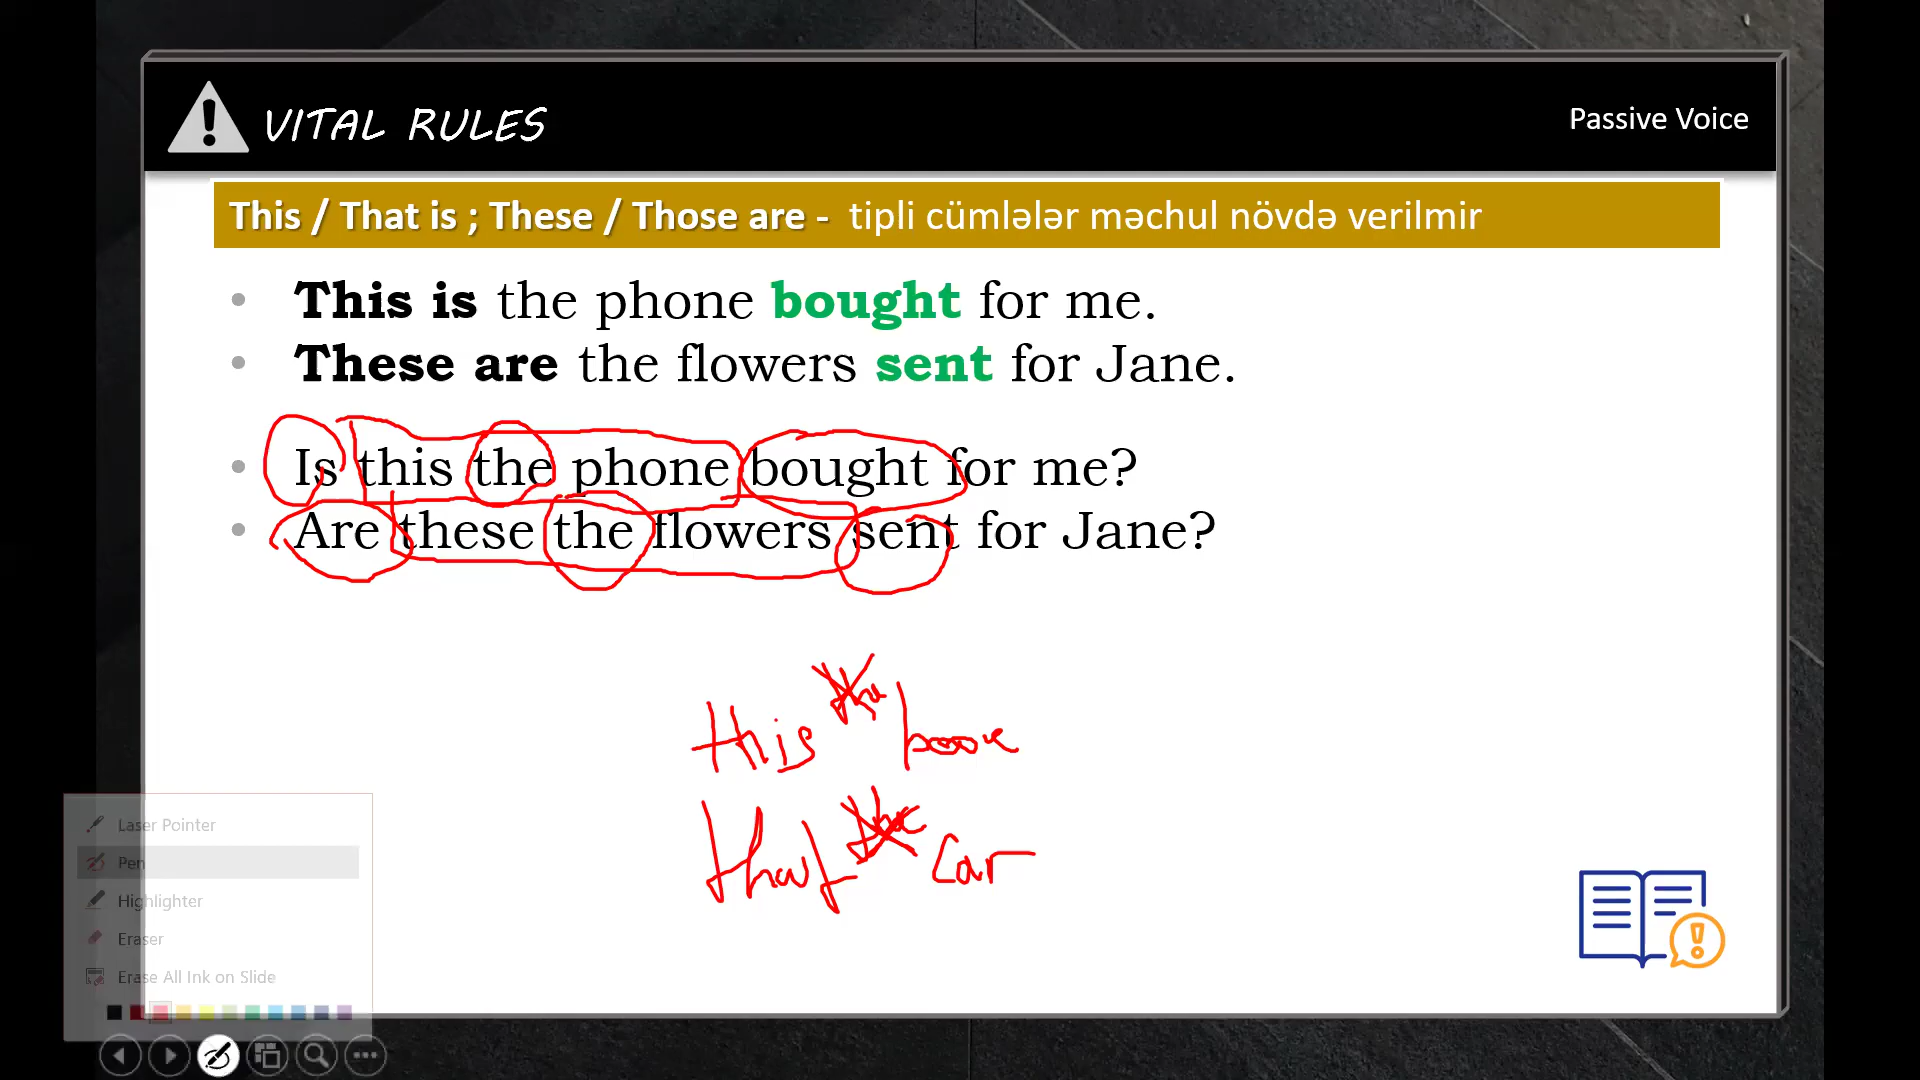 VITAL RULES
Passive Voice
This / That is ; These / Those are - tipli cümlələr məchul növdə verilmir
• This is the phone bought for me.
• These are the flowers sent for Jane.
• Is this the phone bought for me?
• Are these the flowers sent for Jane?
this the
that the car
Laser Pointer
Pen
Highlighter
Eraser
Erase All Ink on Slide